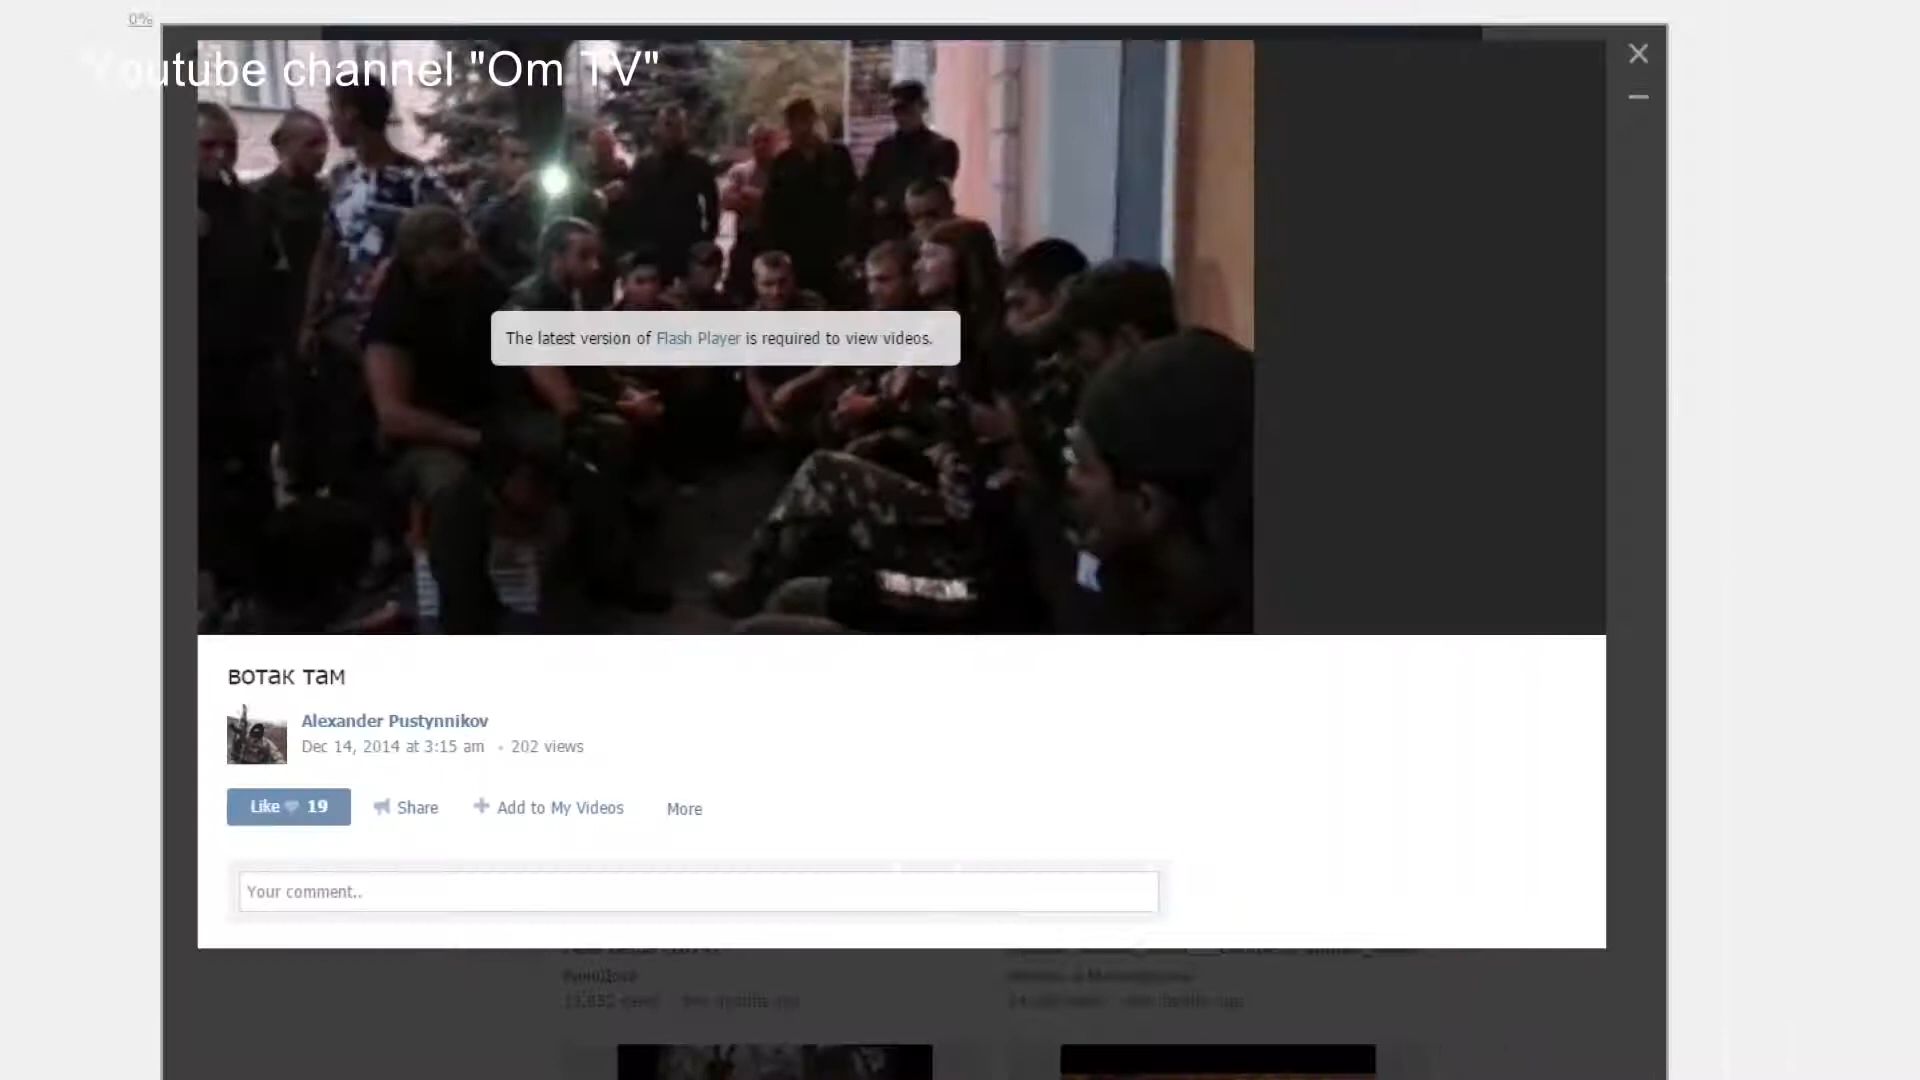 0%
Youtube channel "Om TV"
The latest version of Flash Player is required to view videos.
вотак там
Alexander Pustynnikov
Dec 14, 2014 at 3:15 am • 202 views
Like 19 Share Add to My Videos More
Your comment..